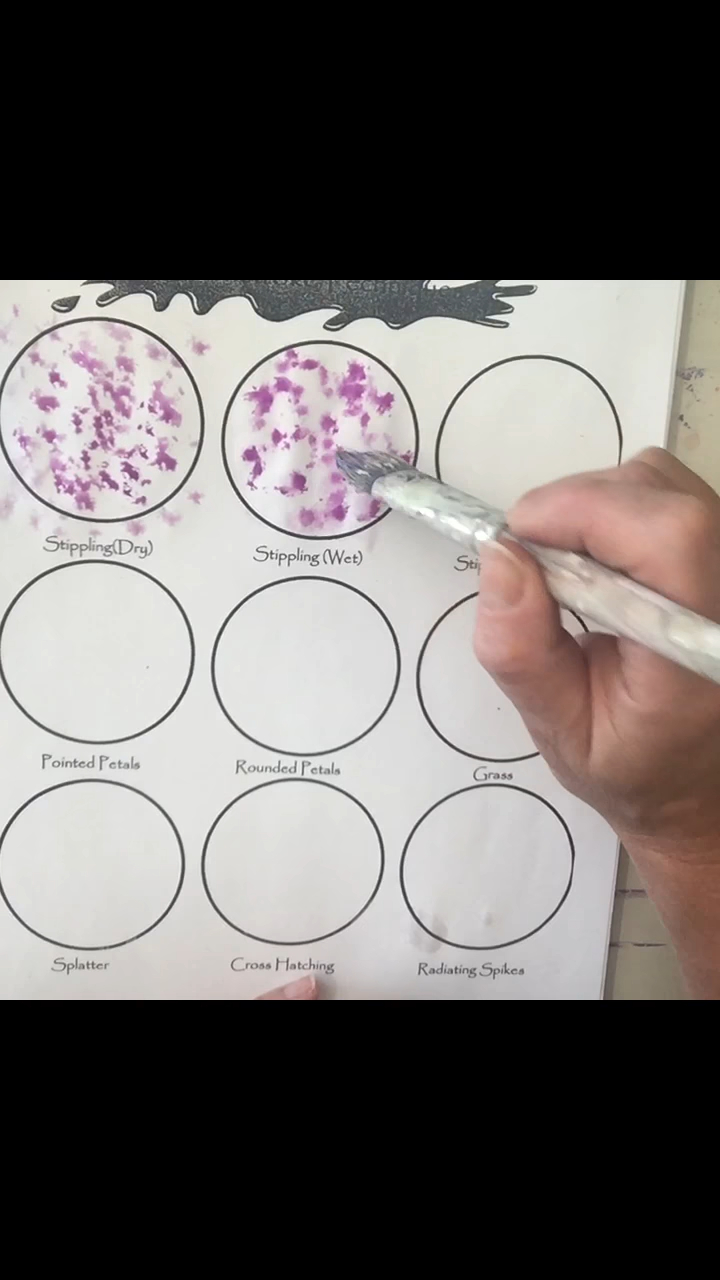 Stippling(Dry)
Stippling (Wet)
Pointed Petals
Rounded Petals
Grass
Splatter
Cross Hatching
Radiating Spikes